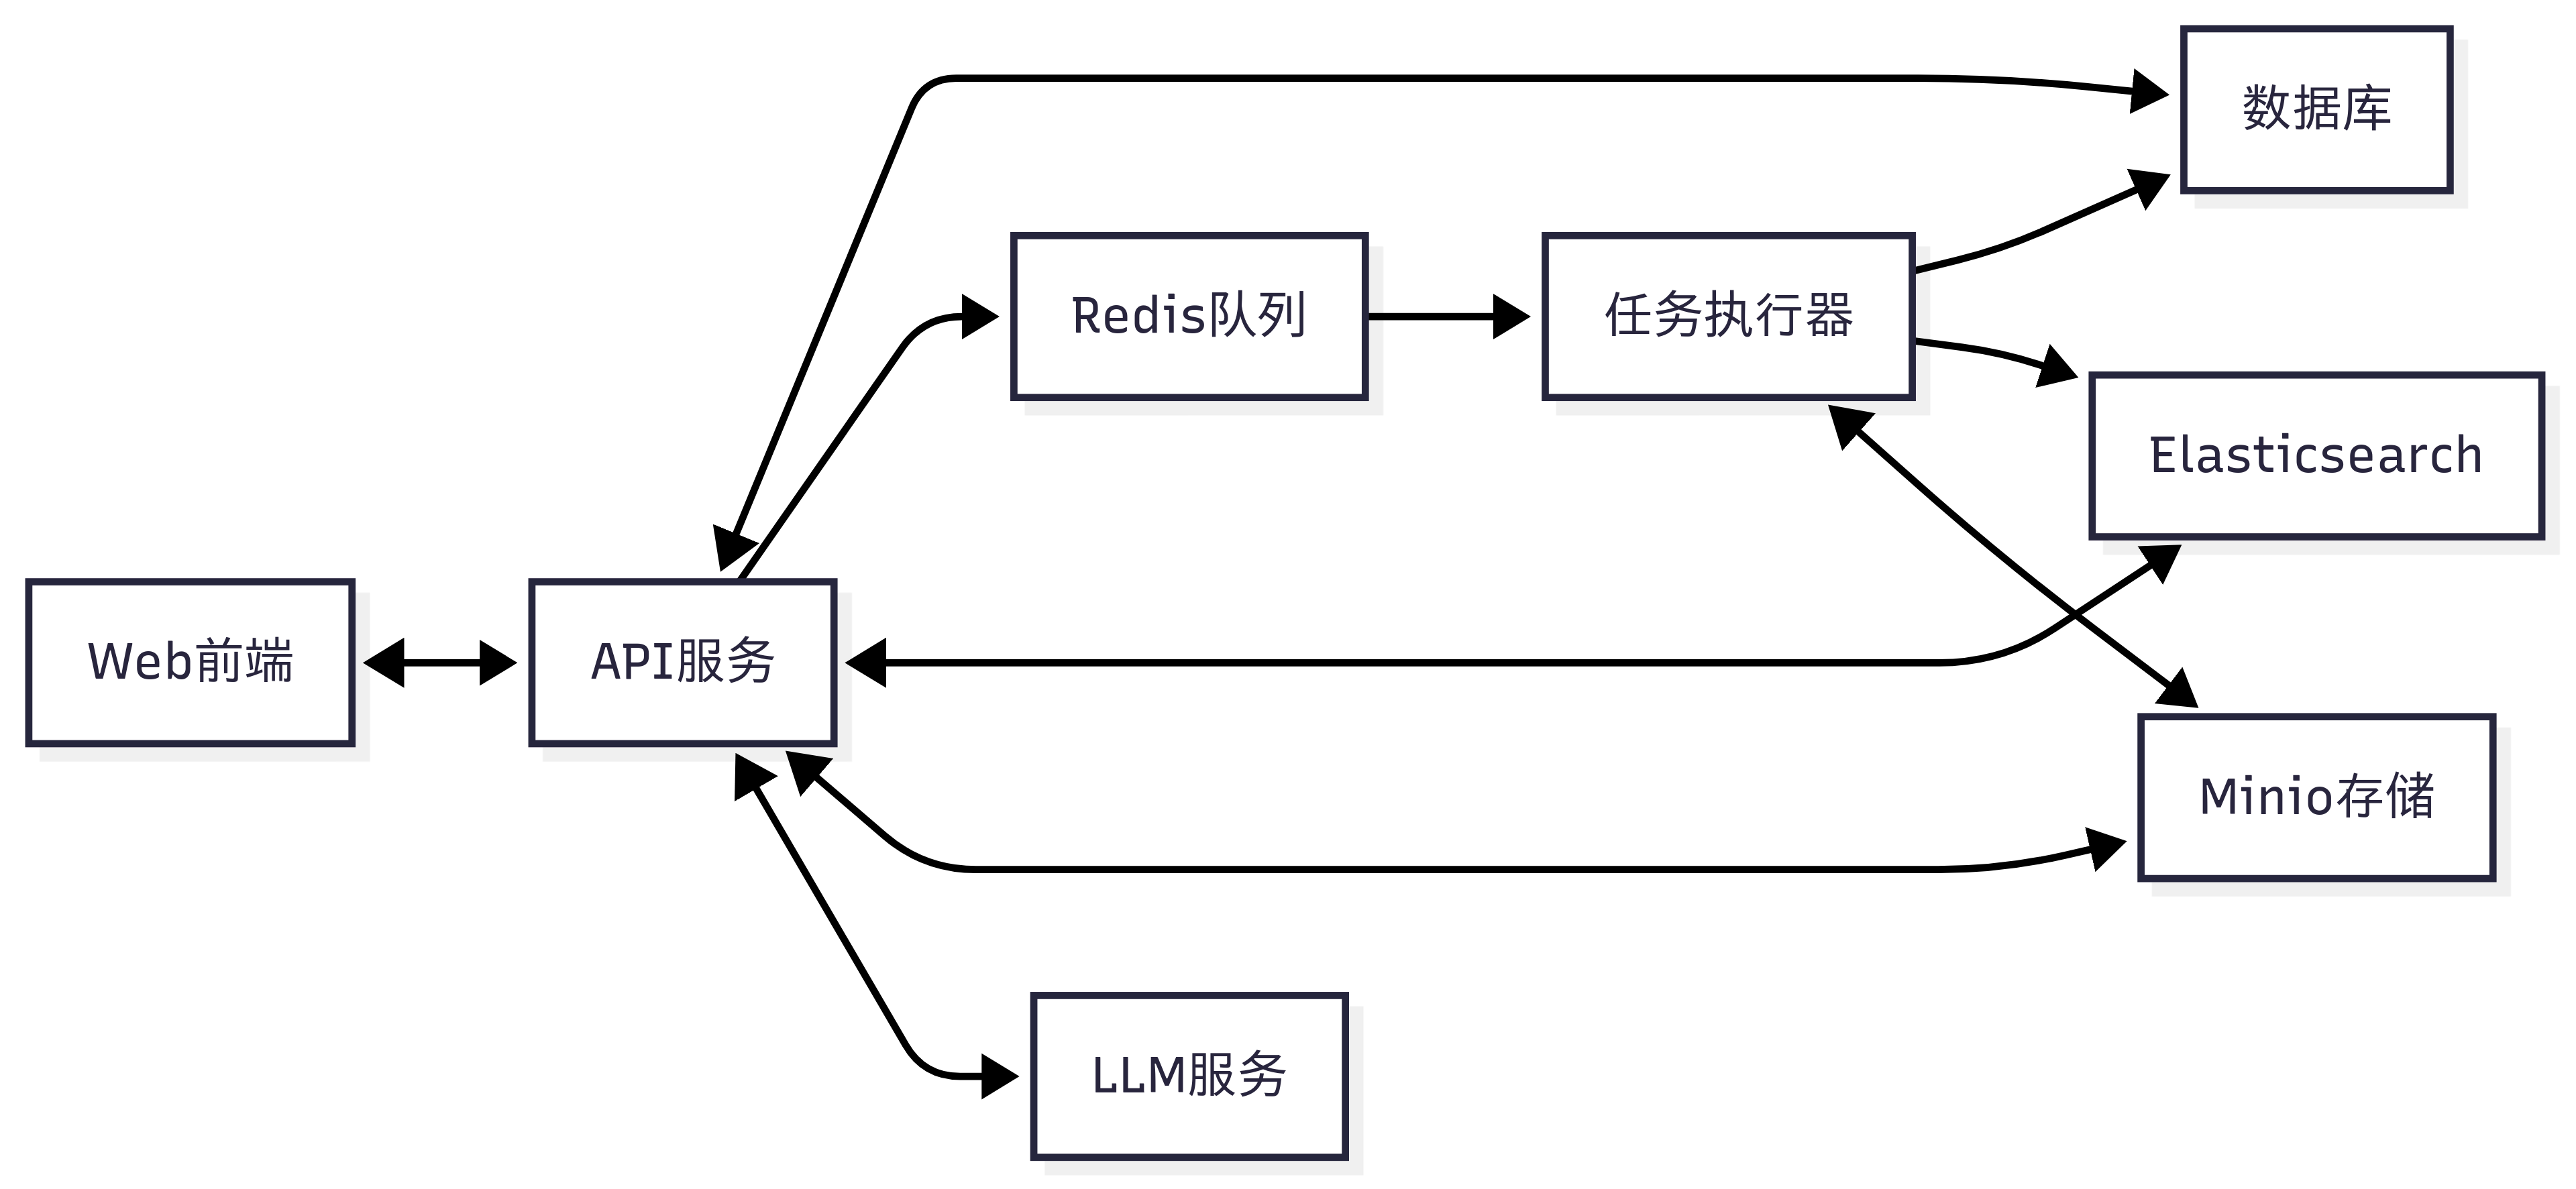 数据库
Redis队列
任务执行器
Elasticsearch
Web前端
API服务
Minio存储
LLM服务